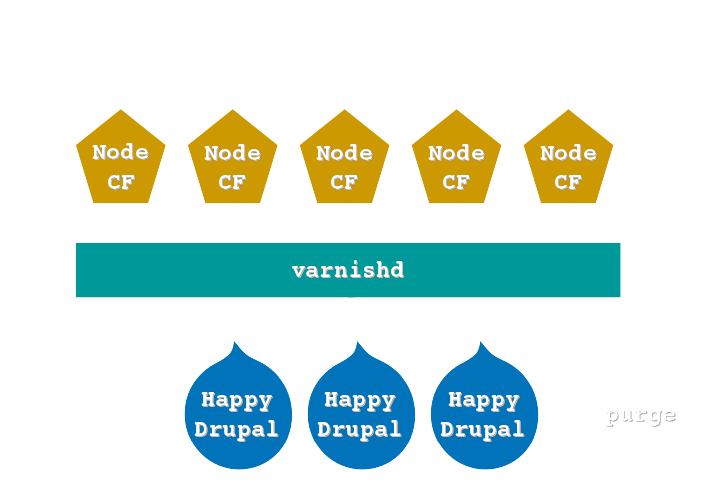 Node Node Node Node Node
CF CF CF CF CF
varnishd
Happy Happy Happy
Drupal Drupal Drupal
purge